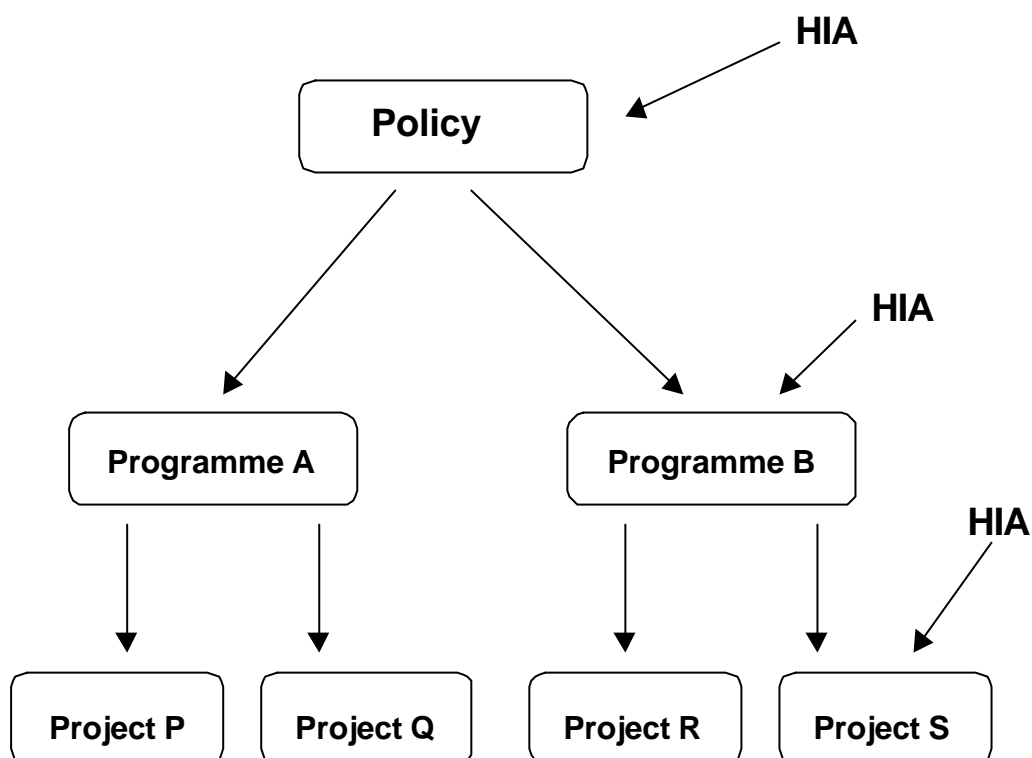 HIA
Policy
HIA
Programme A
Programme B
HIA
Project P
Project Q
Project R
Project S